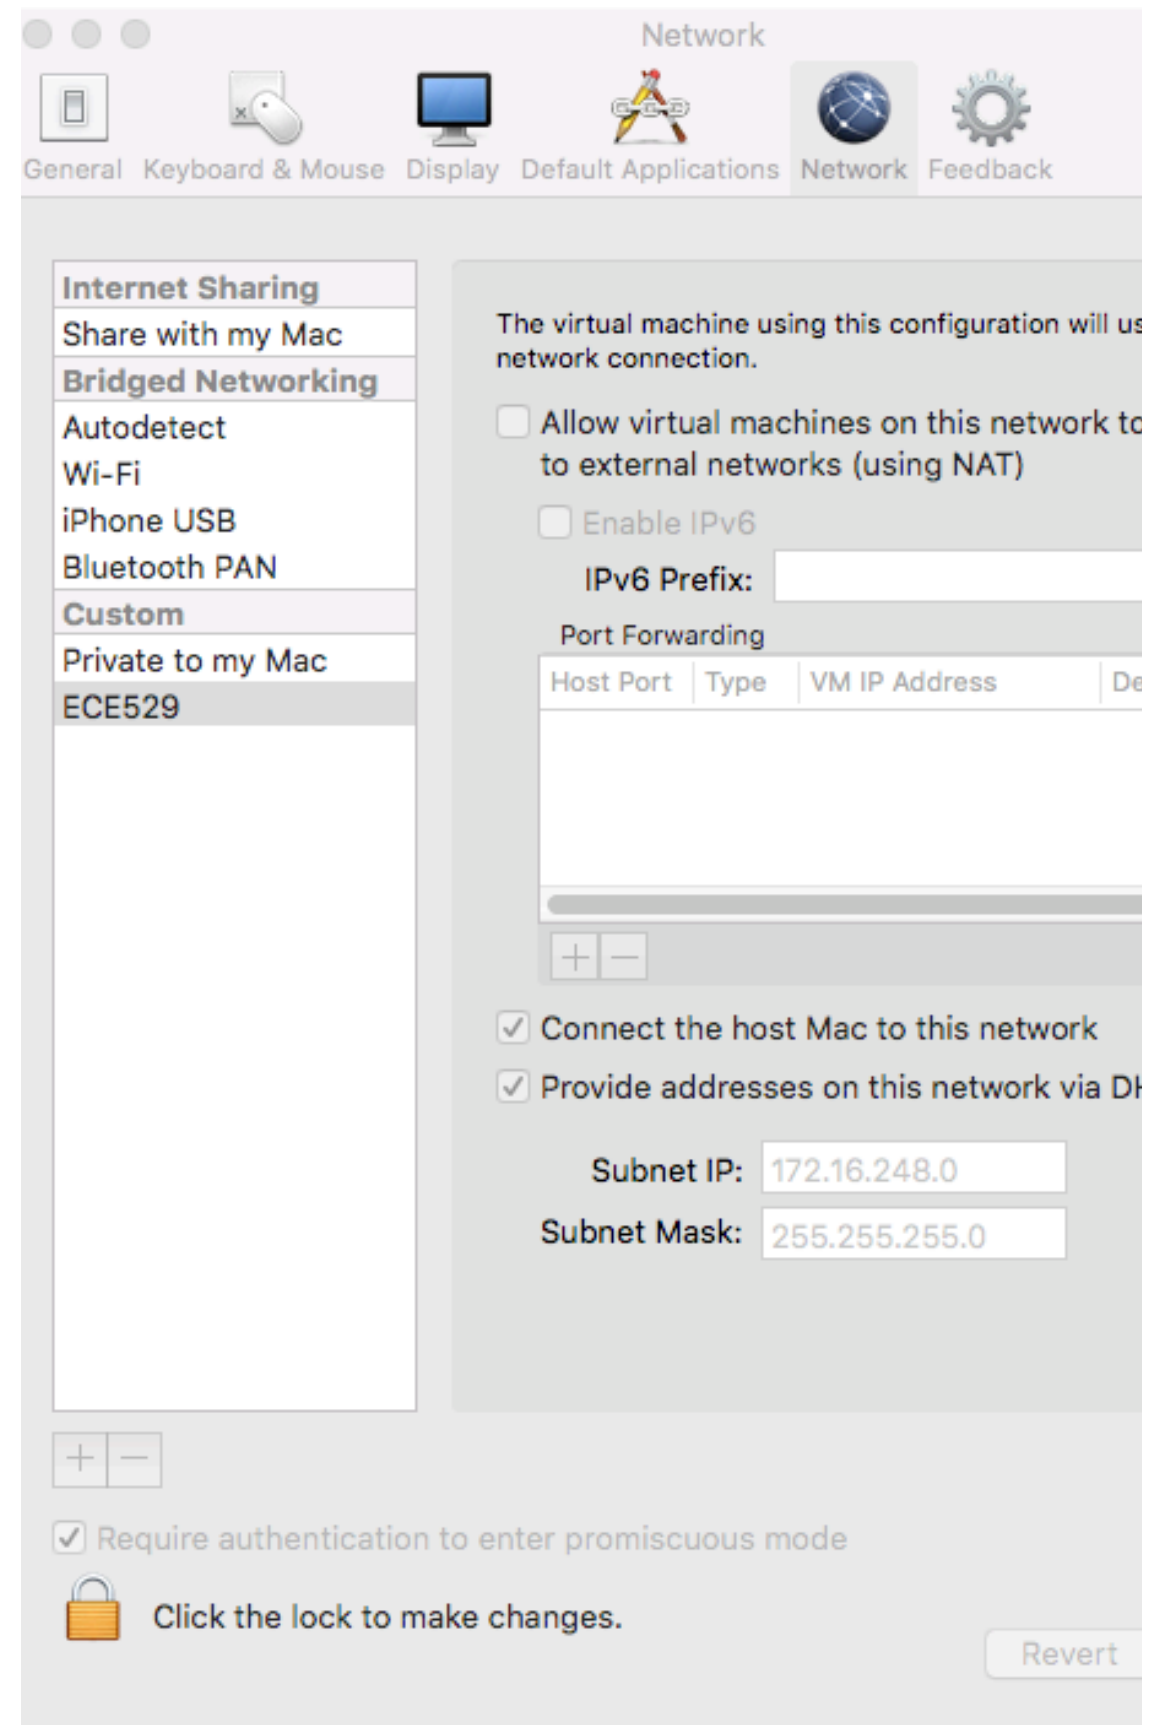 Network
General Keyboard & Mouse Display Default Applications Network Feedback
Internet Sharing
Share with my Mac
Bridged Networking
Autodetect
Wi-Fi
iPhone USB
Bluetooth PAN
Custom
Private to my Mac
ECE529
The virtual machine using this configuration will us
network connection.
Allow virtual machines on this network to
to external networks (using NAT)
Enable IPv6
IPv6 Prefix:
Port Forwarding
Host Port Type VM IP Address De
Connect the host Mac to this network
Provide addresses on this network via DH
Subnet IP: 172.16.248.0
Subnet Mask: 255.255.255.0
Require authentication to enter promiscuous mode
Click the lock to make changes.
Revert